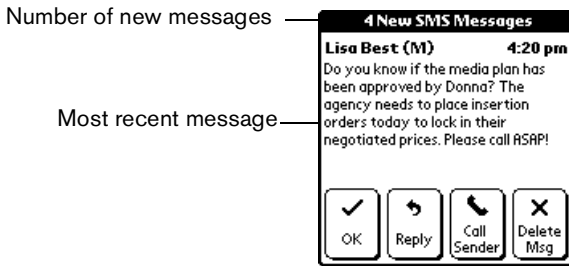 Number of new messages
4 New SMS Messages
Lisa Best (M) 4:20 pm
Do you know if the media plan has
been approved by Donna? The
agency needs to place insertion
orders today to lock in their
negotiated prices. Please call ASAP!
Most recent message
OK
Reply
Call
Sender
Delete
Msg